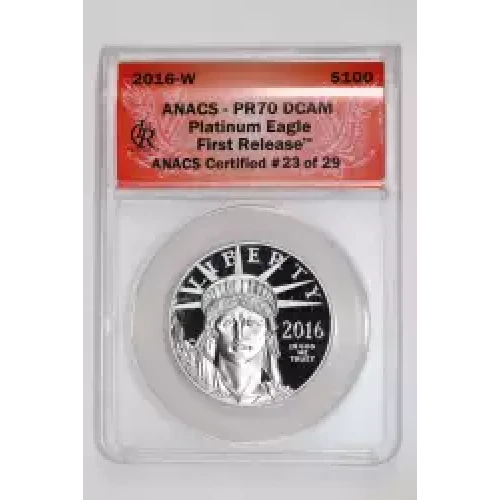 2016-W $100
ANACS - PR70 DCAM
Platinum Eagle
First Release™
ANACS Certified #23 of 29
LIBERTY
2016
IN GOD
WE
TRUST